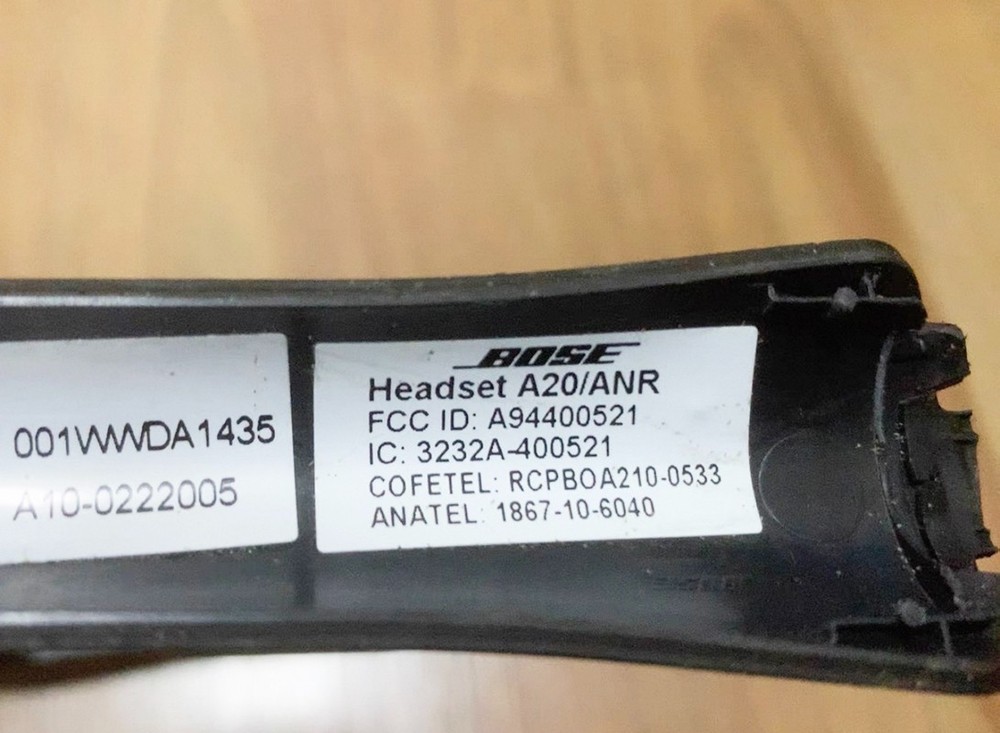 001WWDA1435
A10-0222005
BOSE
Headset A20/ANR
FCC ID: A94400521
IC: 3232A-400521
COFETEL: RCPBOA210-0533
ANATEL: 1867-10-6040